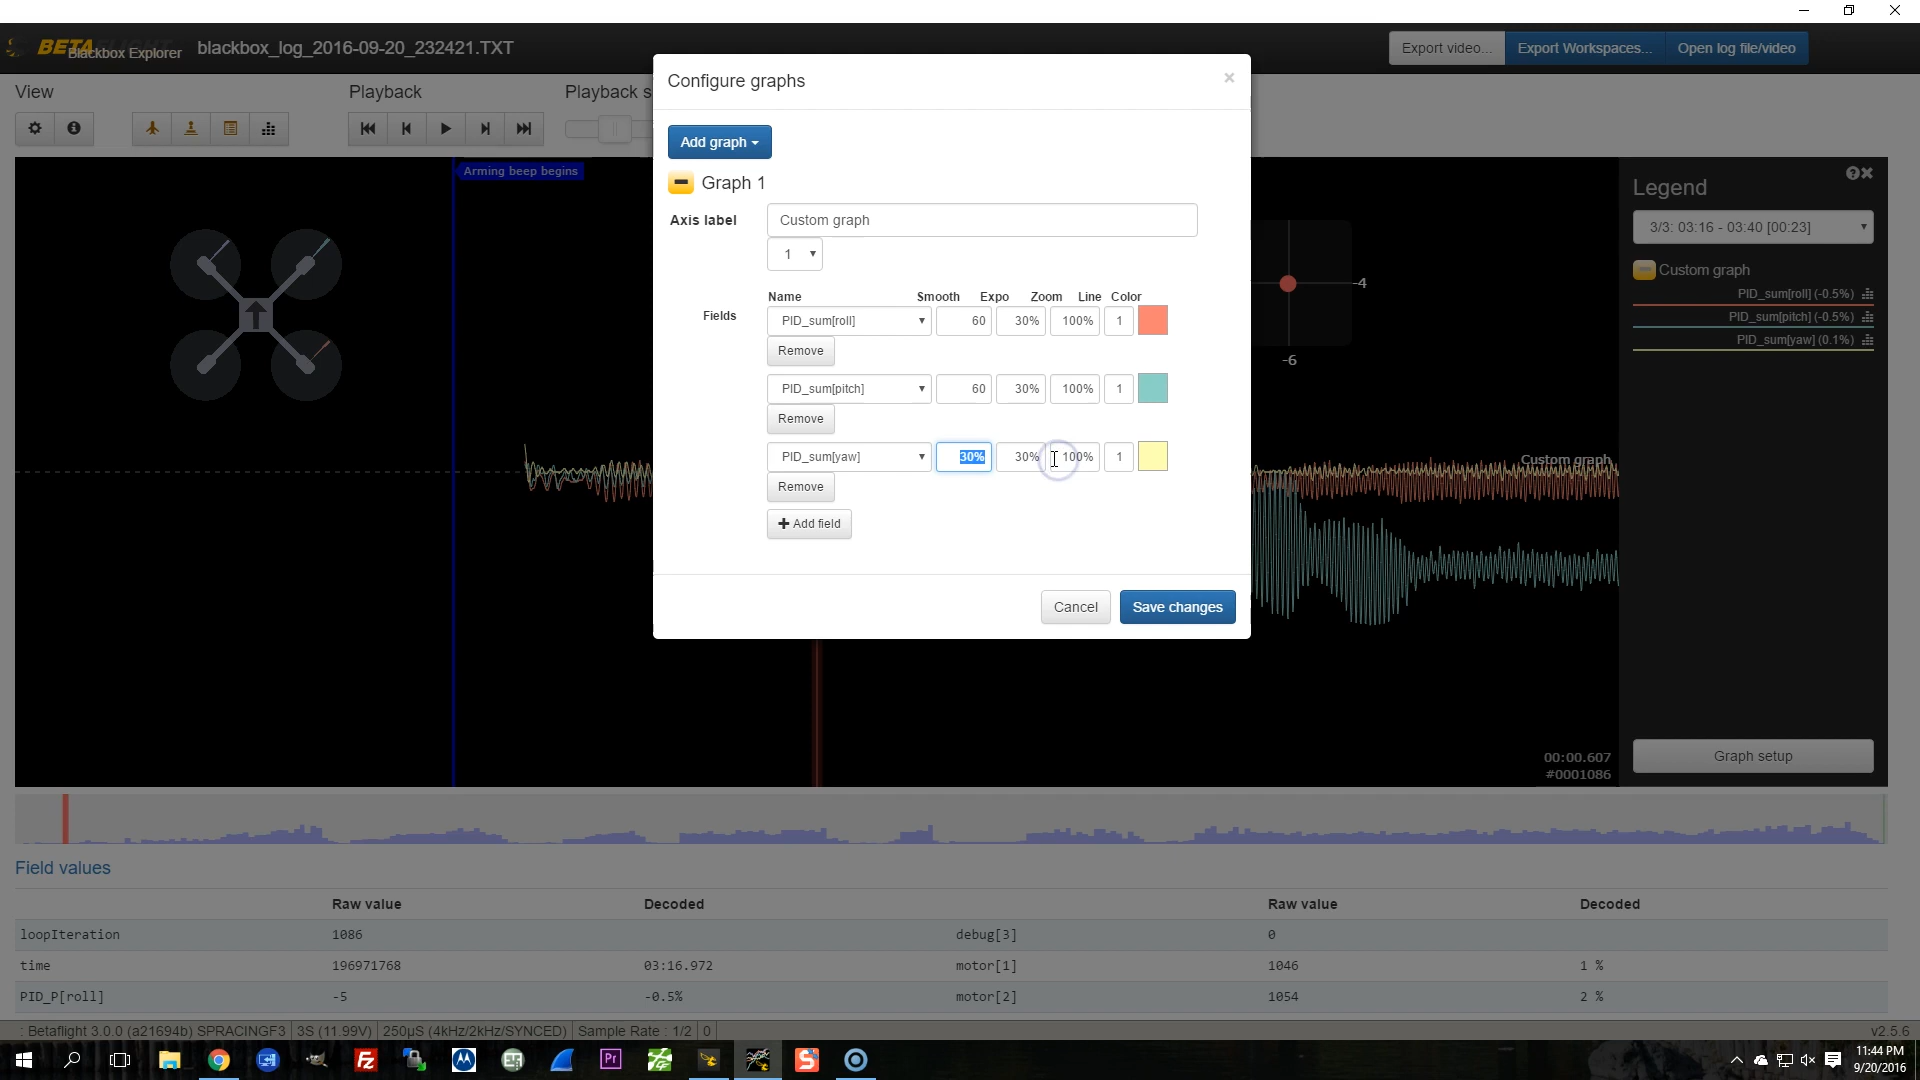 BETAFLIGHT
Blackbox Explorer
blackbox_log_2016-09-20_232421.TXT
Export video...
Export Workspaces...
Open log file/video
View
Playback
Playback s
Arming beep begins
Configure graphs
×
Add graph
Graph 1
Axis label
Custom graph
1
Name Smooth Expo Zoom Line Color
Fields
PID_sum[roll] 60 30% 100% 1
Remove
PID_sum[pitch] 60 30% 100% 1
Remove
PID_sum[yaw] 30% 30% 100% 1
Remove
+ Add field
Cancel
Save changes
-4
-6
Custom graph
00:00.607
#0001086
Legend
3/3: 03:16 - 03:40 [00:23]
Custom graph
PID_sum[roll] (-0.5%)
PID_sum[pitch] (-0.5%)
PID_sum[yaw] (0.1%)
Graph setup
Field values
Raw value Decoded Raw value Decoded
loopIteration 1086 debug[3] 0
time 196971768 03:16.972 motor[1] 1046 1 %
PID_P[roll] -5 -0.5% motor[2] 1054 2 %
: Betaflight 3.0.0 (a21694b) SPRACINGF3 3S (11.99V) 250µS (4kHz/2kHz/SYNCED) Sample Rate : 1/2 0 v2.5.6
11:44 PM
9/20/2016